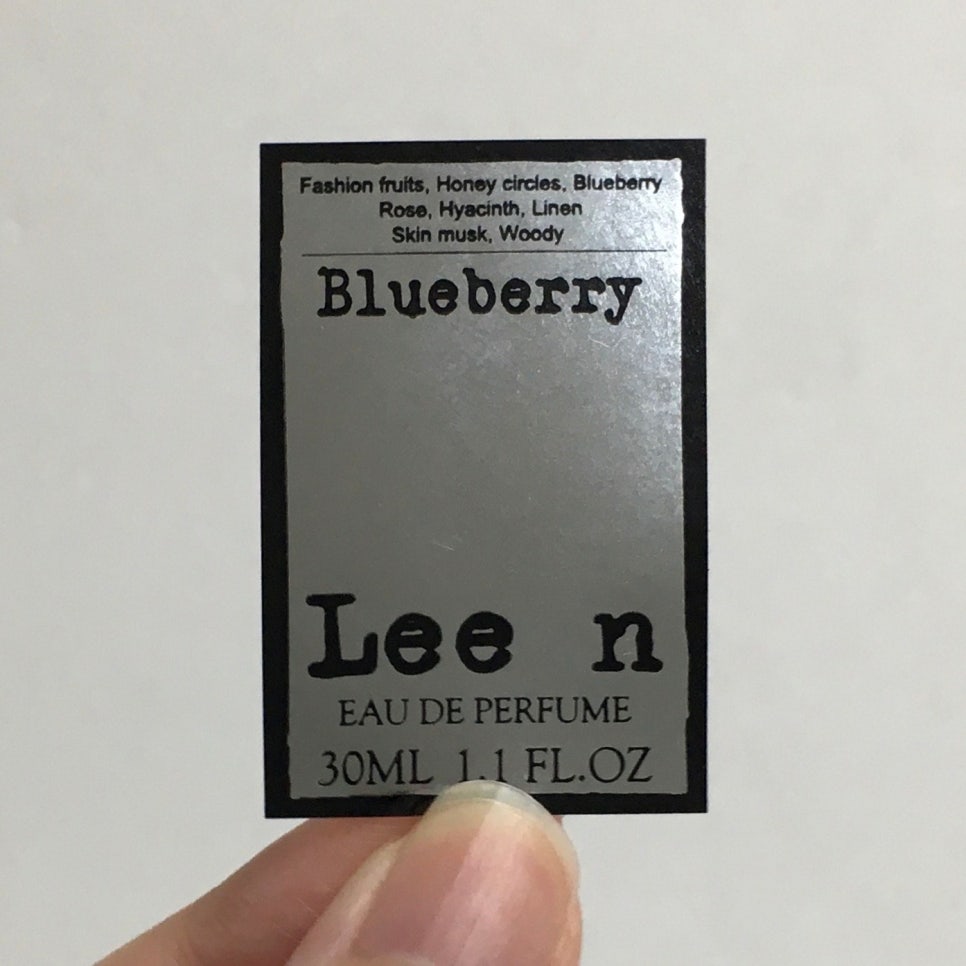 Fashion fruits, Honey circles, Blueberry
Rose, Hyacinth, Linen
Skin musk, Woody
Blueberry
Lee n
EAU DE PERFUME
30ML 1.1 FL.OZ